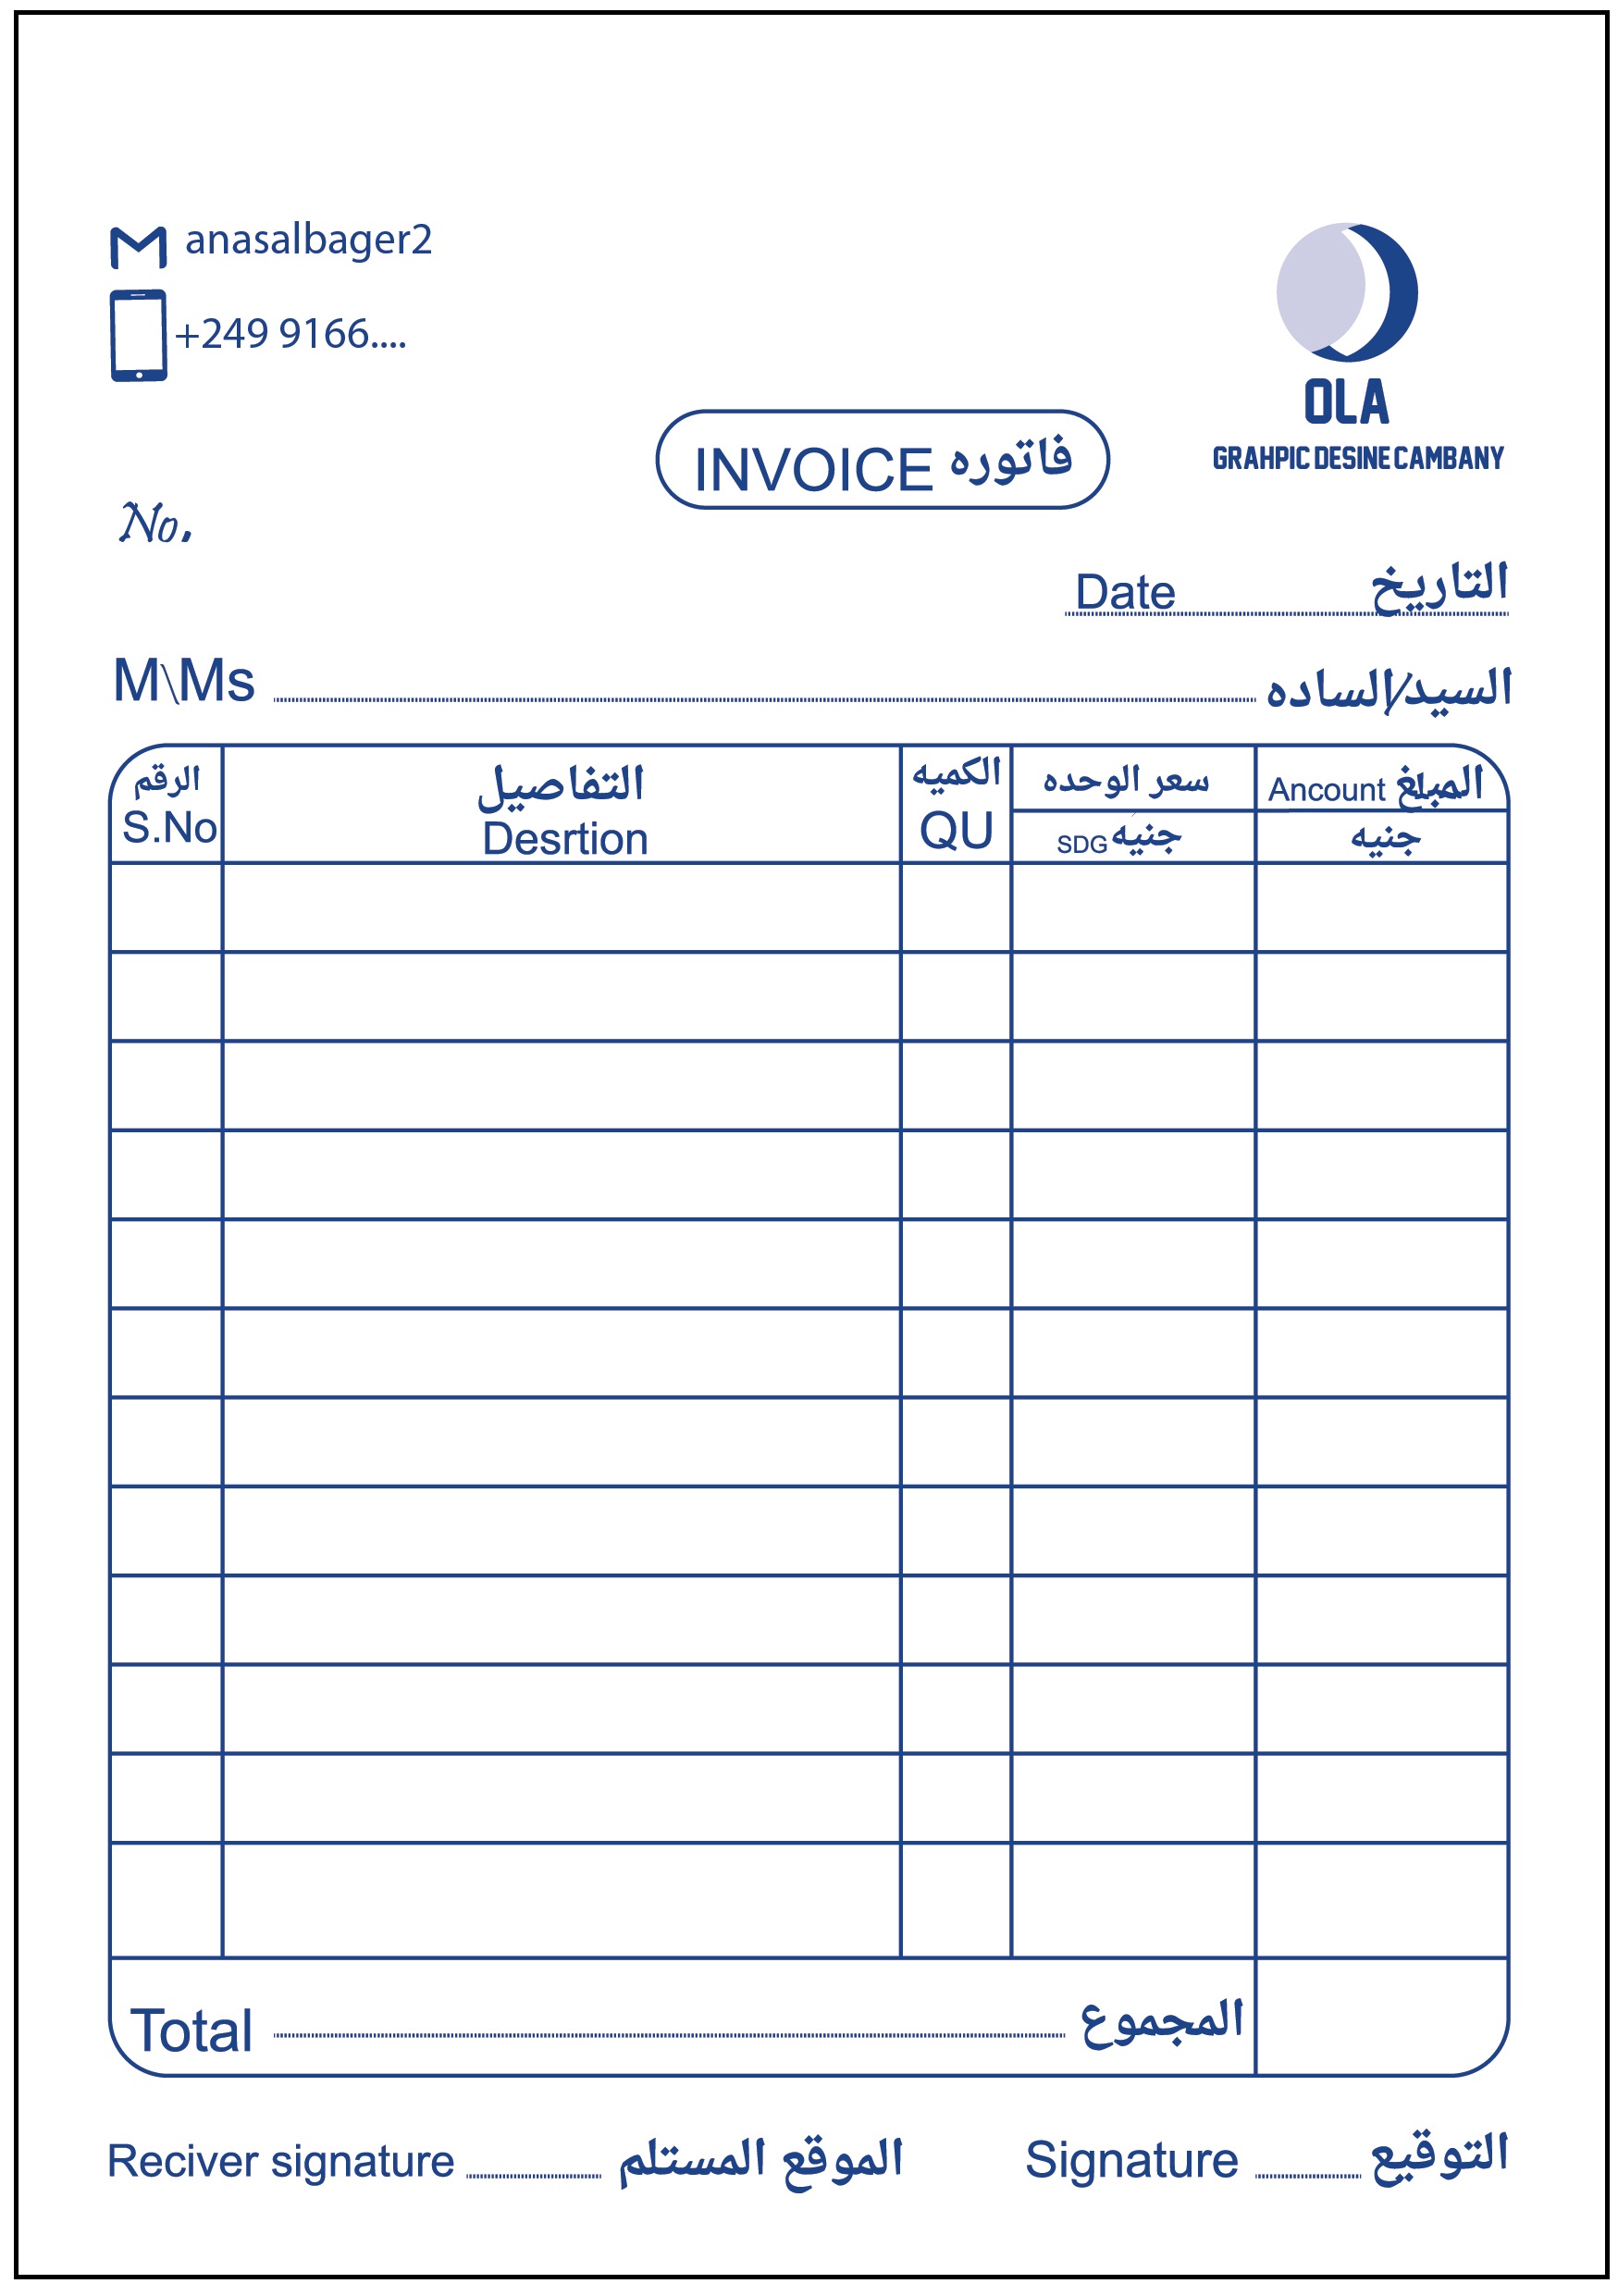 anasalbager2
+249 9166....
OLA
GRAHPIC DESINE CAMBANY
INVOICE فاتوره
No.
Date التاريخ
M\Ms السيد/الساده
الرقم التفاصيل الكميه سعر الوحده Ancount المبلغ
S.No Desrtion QU SDG جنيه جنيه
Total المجموع
Reciver signature الموقع المستلم Signature التوقيع